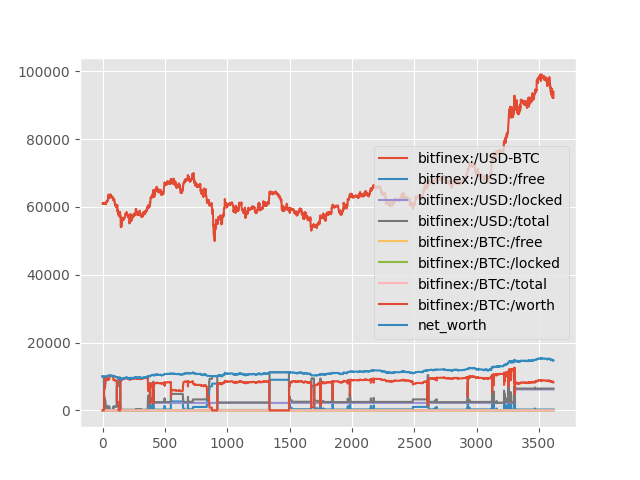 100000
80000
60000
40000
20000
0
0
500
1000
1500
2000
2500
3000
3500
bitfinex:/USD-BTC
bitfinex:/USD:/free
bitfinex:/USD:/locked
bitfinex:/USD:/total
bitfinex:/BTC:/free
bitfinex:/BTC:/locked
bitfinex:/BTC:/total
bitfinex:/BTC:/worth
net_worth